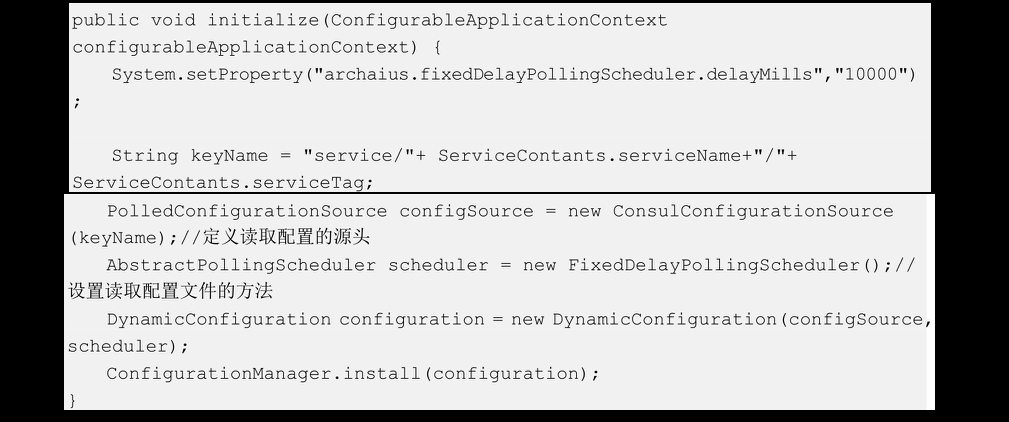 public void initialize(ConfigurableApplicationContext
configurableApplicationContext) {
System.setProperty("archaius.fixedDelayPollingScheduler.delayMills","10000")
;
String keyName = "service/"+ ServiceContants.serviceName+"/"+
ServiceContants.serviceTag;
PolledConfigurationSource configSource = new ConsulConfigurationSource
(keyName);//定义读取配置的源头
AbstractPollingScheduler scheduler = new FixedDelayPollingScheduler();//
设置读取配置文件的方法
DynamicConfiguration configuration = new DynamicConfiguration(configSource,
scheduler);
ConfigurationManager.install(configuration);
}